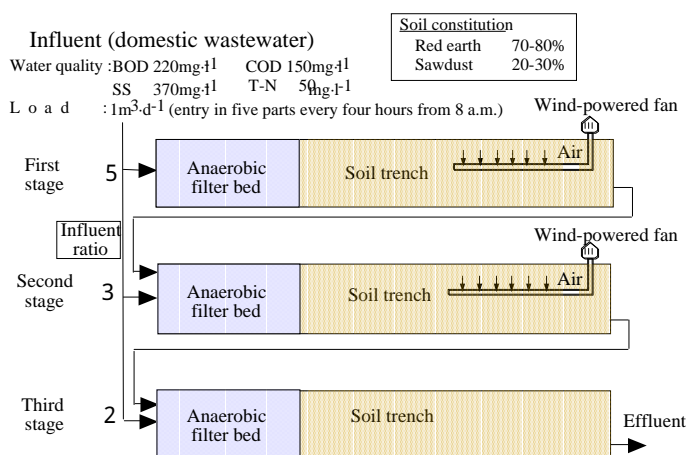 Soil constitution
Red earth 70-80%
Sawdust 20-30%
Influent (domestic wastewater)
Water quality :BOD 220mg·l-1 COD 150mg·l-1
SS 370mg·l-1 T-N 50mg·l-1
Load :1m3·d-1 (entry in five parts every four hours from 8 a.m.)
Wind-powered fan
First stage
5
Anaerobic filter bed
Soil trench
Air
Influent ratio
Wind-powered fan
Second stage
3
Anaerobic filter bed
Soil trench
Air
Third stage
2
Anaerobic filter bed
Soil trench
Effluent